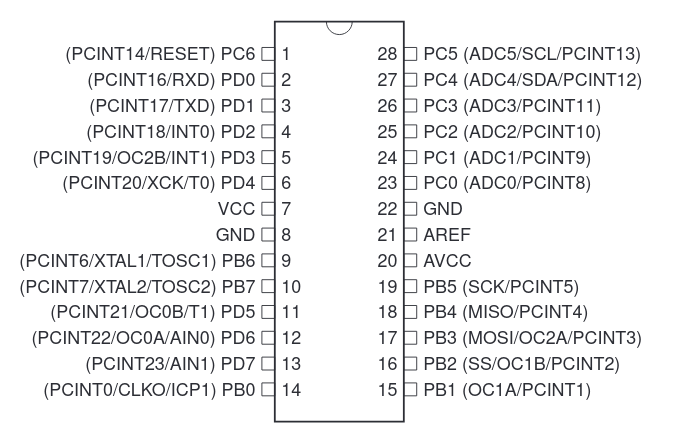 (PCINT14/RESET) PC6 1 28 PC5 (ADC5/SCL/PCINT13)
(PCINT16/RXD) PD0 2 27 PC4 (ADC4/SDA/PCINT12)
(PCINT17/TXD) PD1 3 26 PC3 (ADC3/PCINT11)
(PCINT18/INT0) PD2 4 25 PC2 (ADC2/PCINT10)
(PCINT19/OC2B/INT1) PD3 5 24 PC1 (ADC1/PCINT9)
(PCINT20/XCK/T0) PD4 6 23 PC0 (ADC0/PCINT8)
VCC 7 22 GND
GND 8 21 AREF
(PCINT6/XTAL1/TOSC1) PB6 9 20 AVCC
(PCINT7/XTAL2/TOSC2) PB7 10 19 PB5 (SCK/PCINT5)
(PCINT21/OC0B/T1) PD5 11 18 PB4 (MISO/PCINT4)
(PCINT22/OC0A/AIN0) PD6 12 17 PB3 (MOSI/OC2A/PCINT3)
(PCINT23/AIN1) PD7 13 16 PB2 (SS/OC1B/PCINT2)
(PCINT0/CLKO/ICP1) PB0 14 15 PB1 (OC1A/PCINT1)